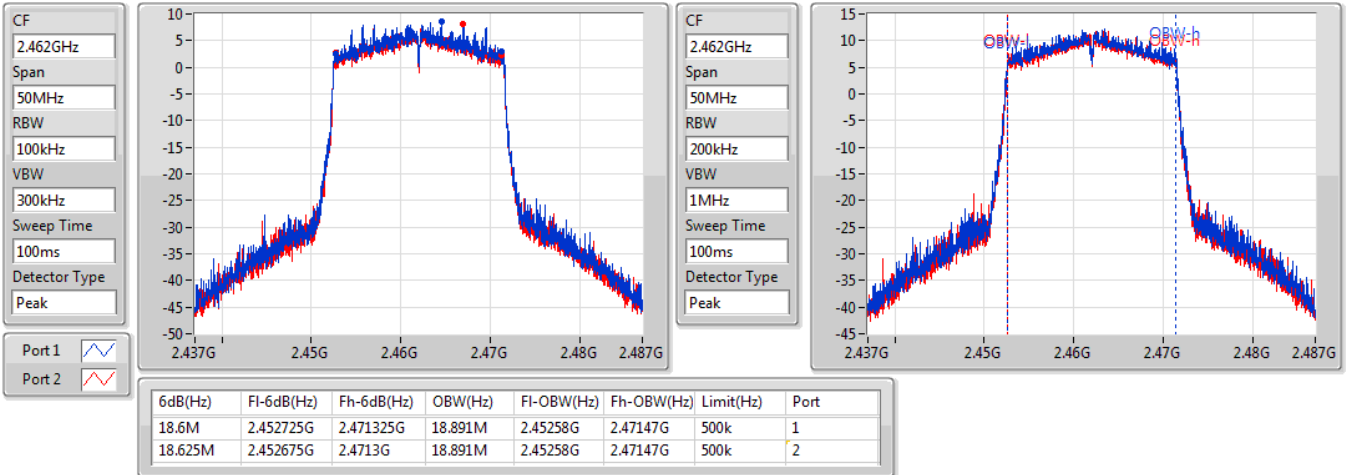 CF
2.462GHz
Span
50MHz
RBW
100kHz
VBW
300kHz
Sweep Time
100ms
Detector Type
Peak
Port 1
Port 2
10
5
0
-5
-10
-15
-20
-25
-30
-35
-40
-45
-50
2.437G 2.45G 2.46G 2.47G 2.48G 2.487G
CF
2.462GHz
Span
50MHz
RBW
200kHz
VBW
1MHz
Sweep Time
100ms
Detector Type
Peak
15
10
5
0
-5
-10
-15
-20
-25
-30
-35
-40
-45
OBW-l OBW-h
OBW-l OBW-h
2.437G 2.45G 2.46G 2.47G 2.48G 2.487G
6dB(Hz) Fl-6dB(Hz) Fh-6dB(Hz) OBW(Hz) Fl-OBW(Hz) Fh-OBW(Hz) Limit(Hz) Port
18.6M 2.452725G 2.471325G 18.891M 2.45258G 2.47147G 500k 1
18.625M 2.452675G 2.4713G 18.891M 2.45258G 2.47147G 500k 2